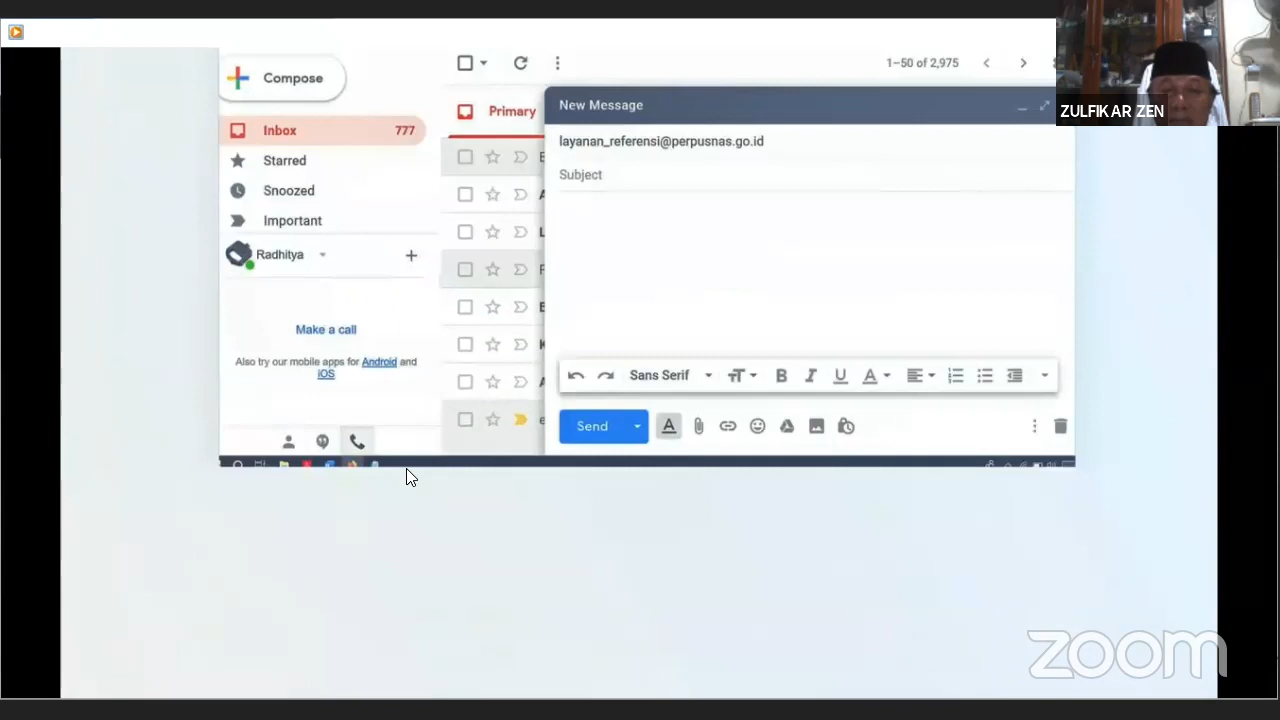 ZULFIKAR ZEN
Compose
1–50 of 2,975
New Message
Inbox 777
Primary
layanan_referensi@perpusnas.go.id
Starred
Subject
Snoozed
Important
Radhitya
Make a call
Also try our mobile apps for Android and
iOS
Sans Serif
Send
zoom